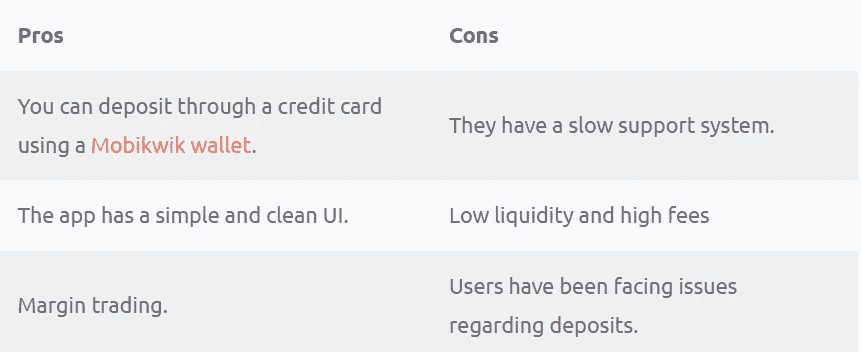 Pros
Cons
You can deposit through a credit card
using a Mobikwik wallet.
They have a slow support system.
The app has a simple and clean UI.
Low liquidity and high fees
Margin trading.
Users have been facing issues
regarding deposits.